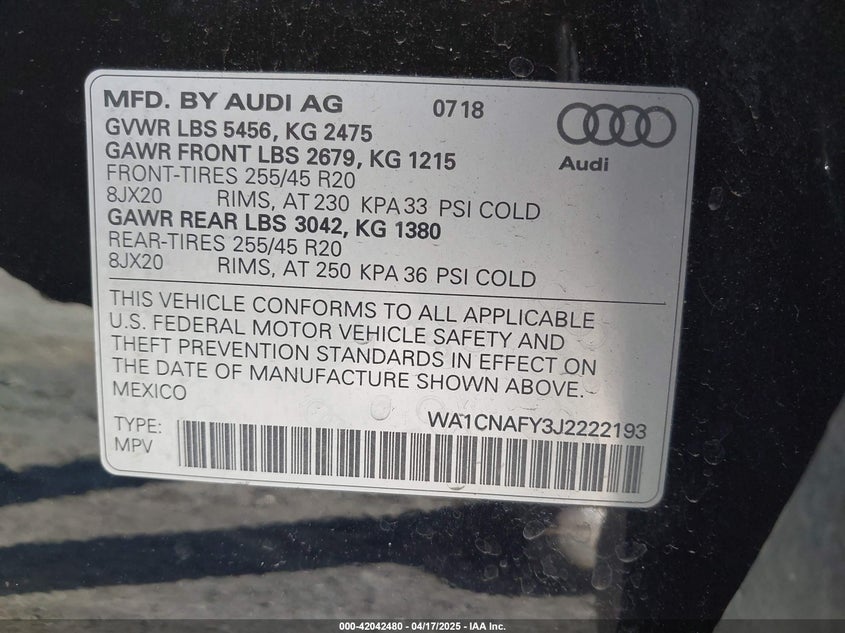 MFD. BY AUDI AG 07 18
GVWR LBS 5456, KG 2475
GAWR FRONT LBS 2679, KG 1215
FRONT-TIRES 255/45 R20
8JX20 RIMS, AT 230 KPA 33 PSI COLD
GAWR REAR LBS 3042, KG 1380
REAR-TIRES 255/45 R20
8JX20 RIMS, AT 250 KPA 36 PSI COLD
Audi
THIS VEHICLE CONFORMS TO ALL APPLICABLE
U.S. FEDERAL MOTOR VEHICLE SAFETY AND
THEFT PREVENTION STANDARDS IN EFFECT ON
THE DATE OF MANUFACTURE SHOWN ABOVE.
MEXICO
WA1CNAFY3J2222193
TYPE:
MPV
000-42042480 - 04/17/2025 - IAA Inc.